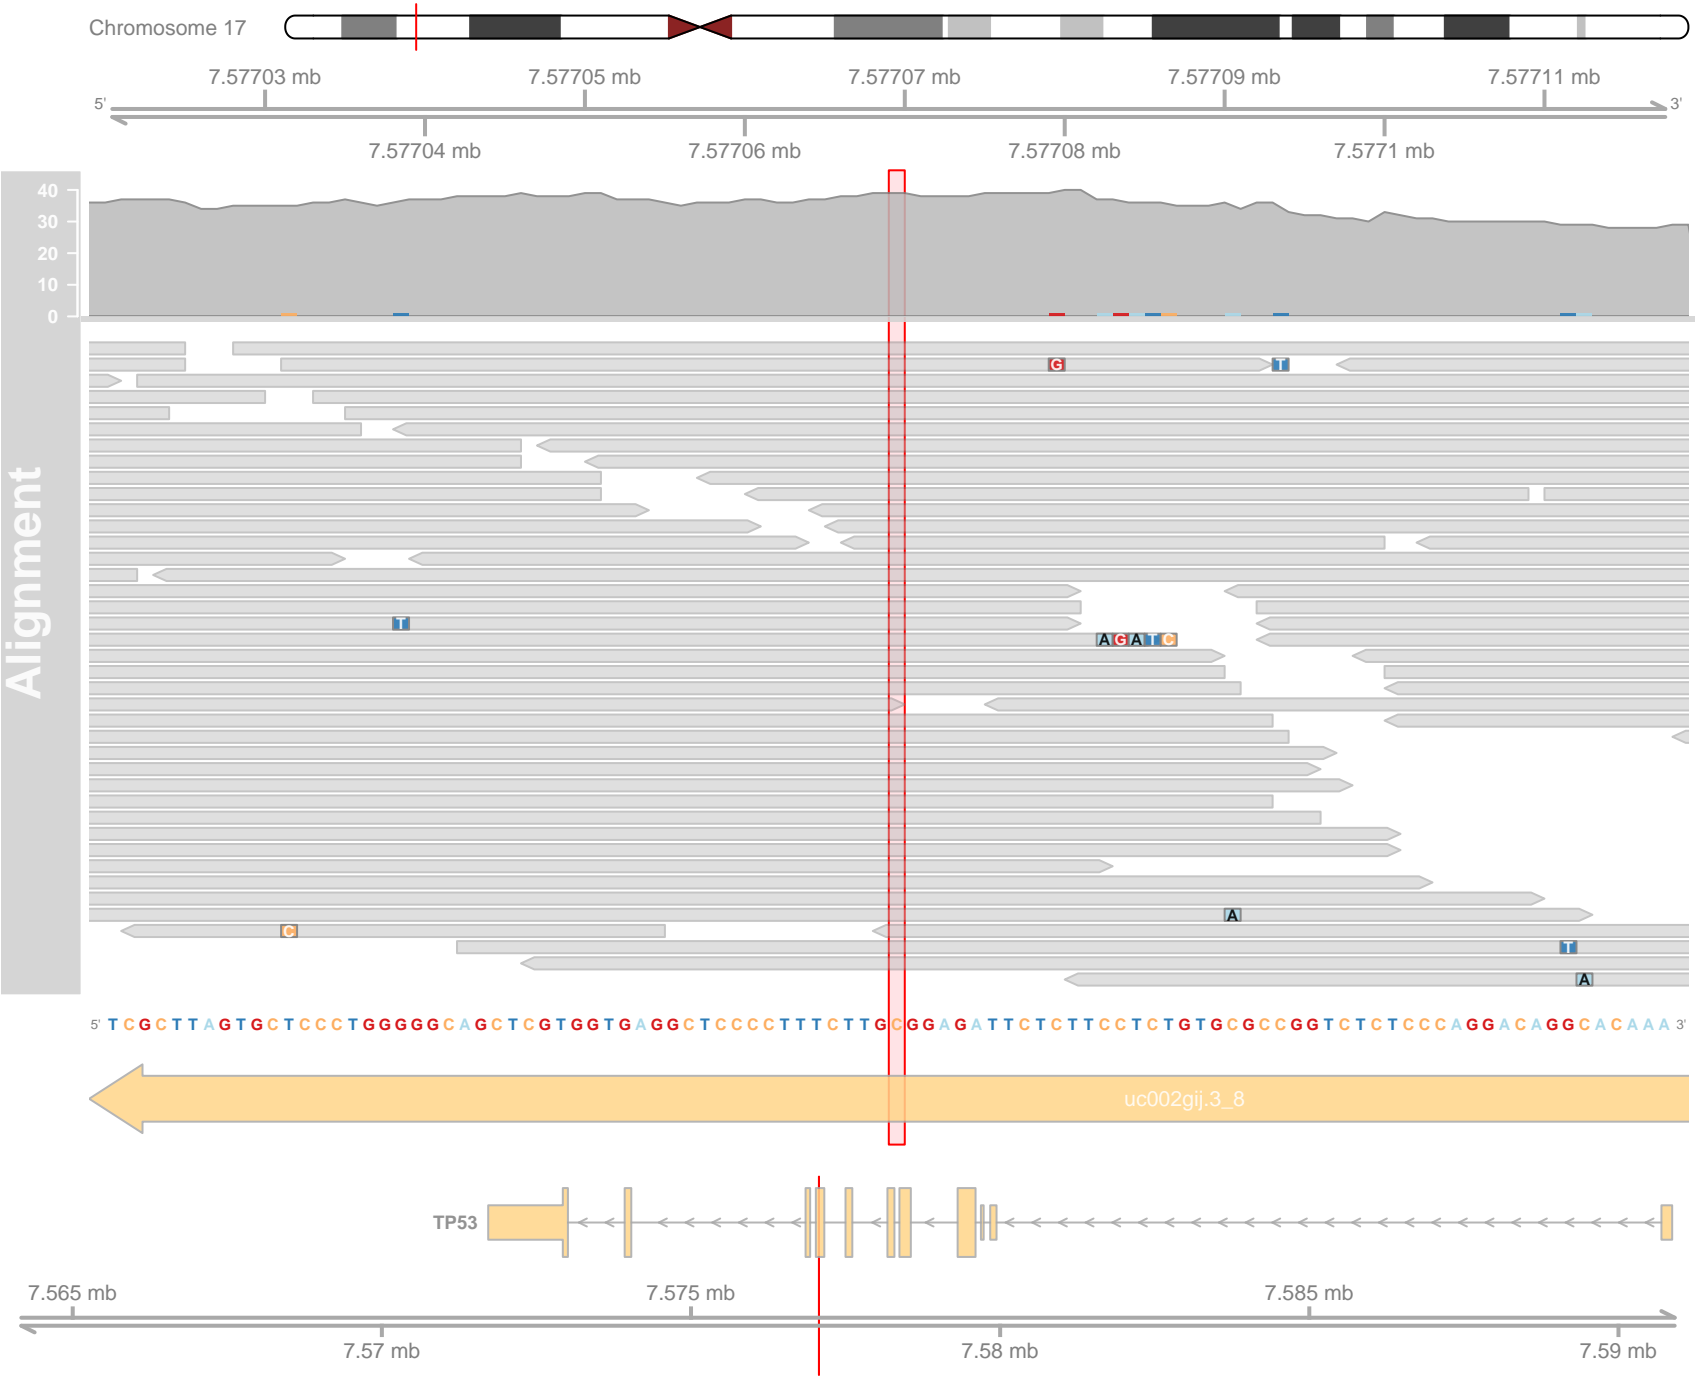 Chromosome 17
7.57703 mb 7.57705 mb 7.57707 mb 7.57709 mb 7.57711 mb
5' 3'
7.57704 mb 7.57706 mb 7.57708 mb 7.5771 mb
40
30
20
10
0
Alignment
G T
T
A G A T C
A
C
T
A
5' T C G C T T A G T G C T C C C T G G G G G C A G C T C G T G G T G A G G C T C C C C T T T C T T G C G G A G A T T C T C T T C C T C T G T G C G C C G G T C T C T C C C A G G A C A G G C A C A A A 3'
uc002gij.3_8
TP53
7.565 mb 7.575 mb 7.585 mb
7.57 mb 7.58 mb 7.59 mb